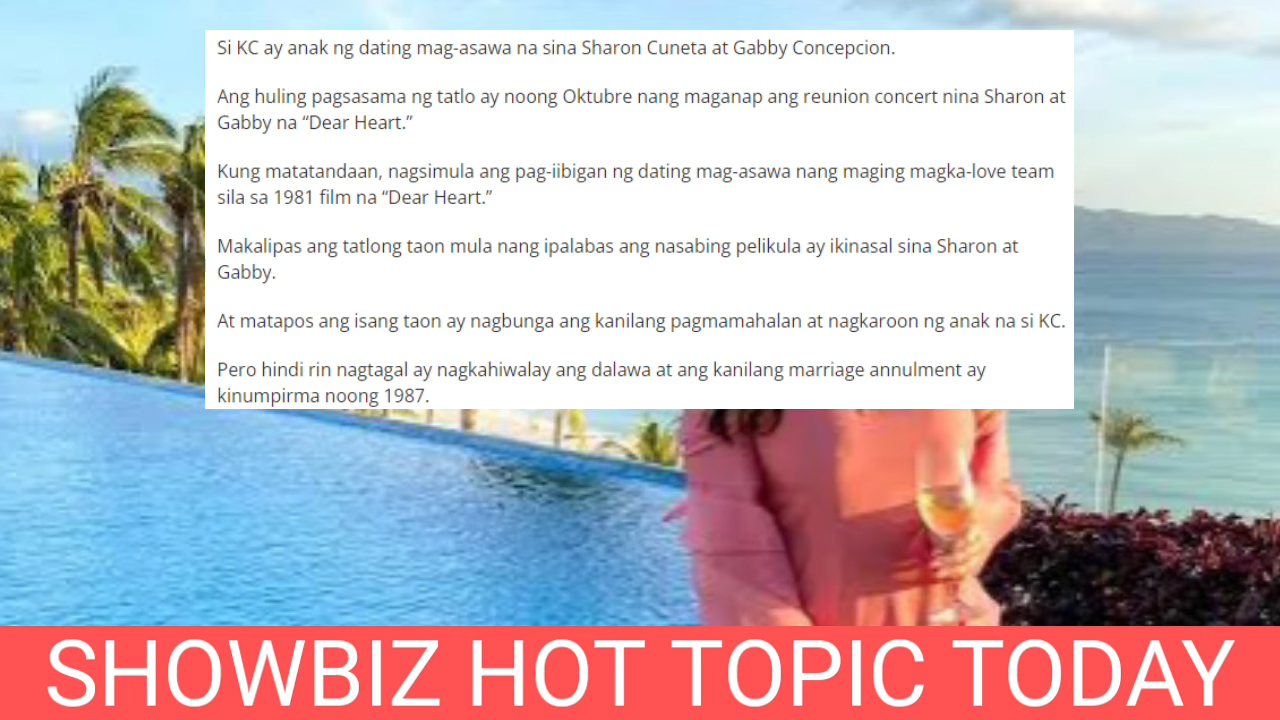 Si KC ay anak ng dating mag-asawa na sina Sharon Cuneta at Gabby Concepcion.
Ang huling pagsasama ng tatlo ay noong Oktubre nang maganap ang reunion concert nina Sharon at
Gabby na “Dear Heart.”
Kung matatandaan, nagsimula ang pag-iibigan ng dating mag-asawa nang maging magka-love team
sila sa 1981 film na “Dear Heart.”
Makalipas ang tatlong taon mula nang ipalabas ang nasabing pelikula ay ikinasal sina Sharon at
Gabby.
At matapos ang isang taon ay nagbunga ang kanilang pagmamahalan at nagkaroon ng anak na si KC.
Pero hindi rin nagtagal ay nagkahiwalay ang dalawa at ang kanilang marriage annulment ay
kinumpirma noong 1987.
SHOWBIZ HOT TOPIC TODAY